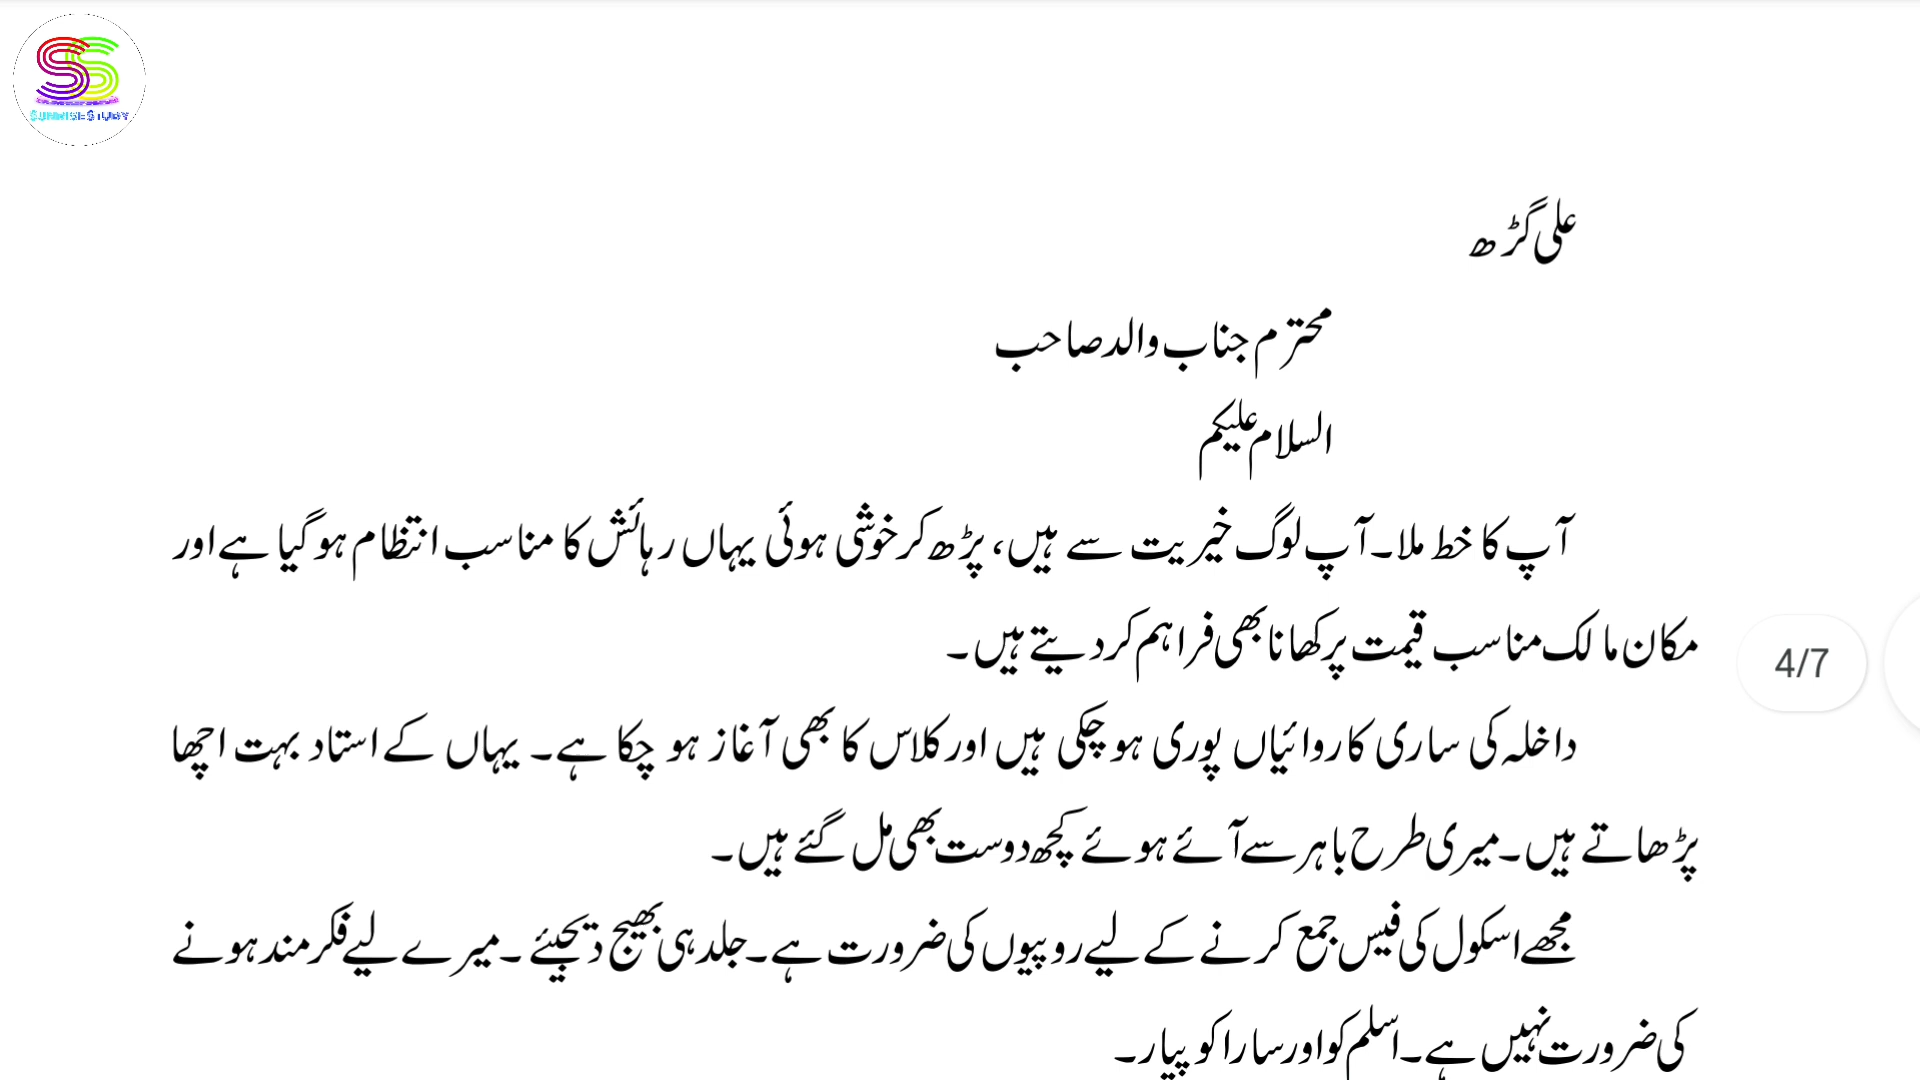 SS
SUNRISE STUDY
علی گڑھ
محترم جناب والد صاحب
السلام علیکم
آپ کا خط ملا۔ آپ لوگ خیریت سے ہیں، پڑھ کر خوشی ہوئی یہاں رہائش کا مناسب انتظام ہو گیا ہے اور
مکان مالک مناسب قیمت پر کھانا بھی فراہم کر دیتے ہیں۔
4/7
داخلہ کی ساری کاروائیاں پوری ہو چکی ہیں اور کلاس کا بھی آغاز ہو چکا ہے۔ یہاں کے استاد بہت اچھا
پڑھاتے ہیں۔ میری طرح باہر سے آئے ہوئے کچھ دوست بھی مل گئے ہیں۔
مجھے اسکول کی فیس جمع کرنے کے لیے روپیوں کی ضرورت ہے۔ جلد ہی بھیج دیجیئے۔ میرے لیے فکر مند ہونے
کی ضرورت نہیں ہے۔ اسلم کو اور سارا کو پیار۔